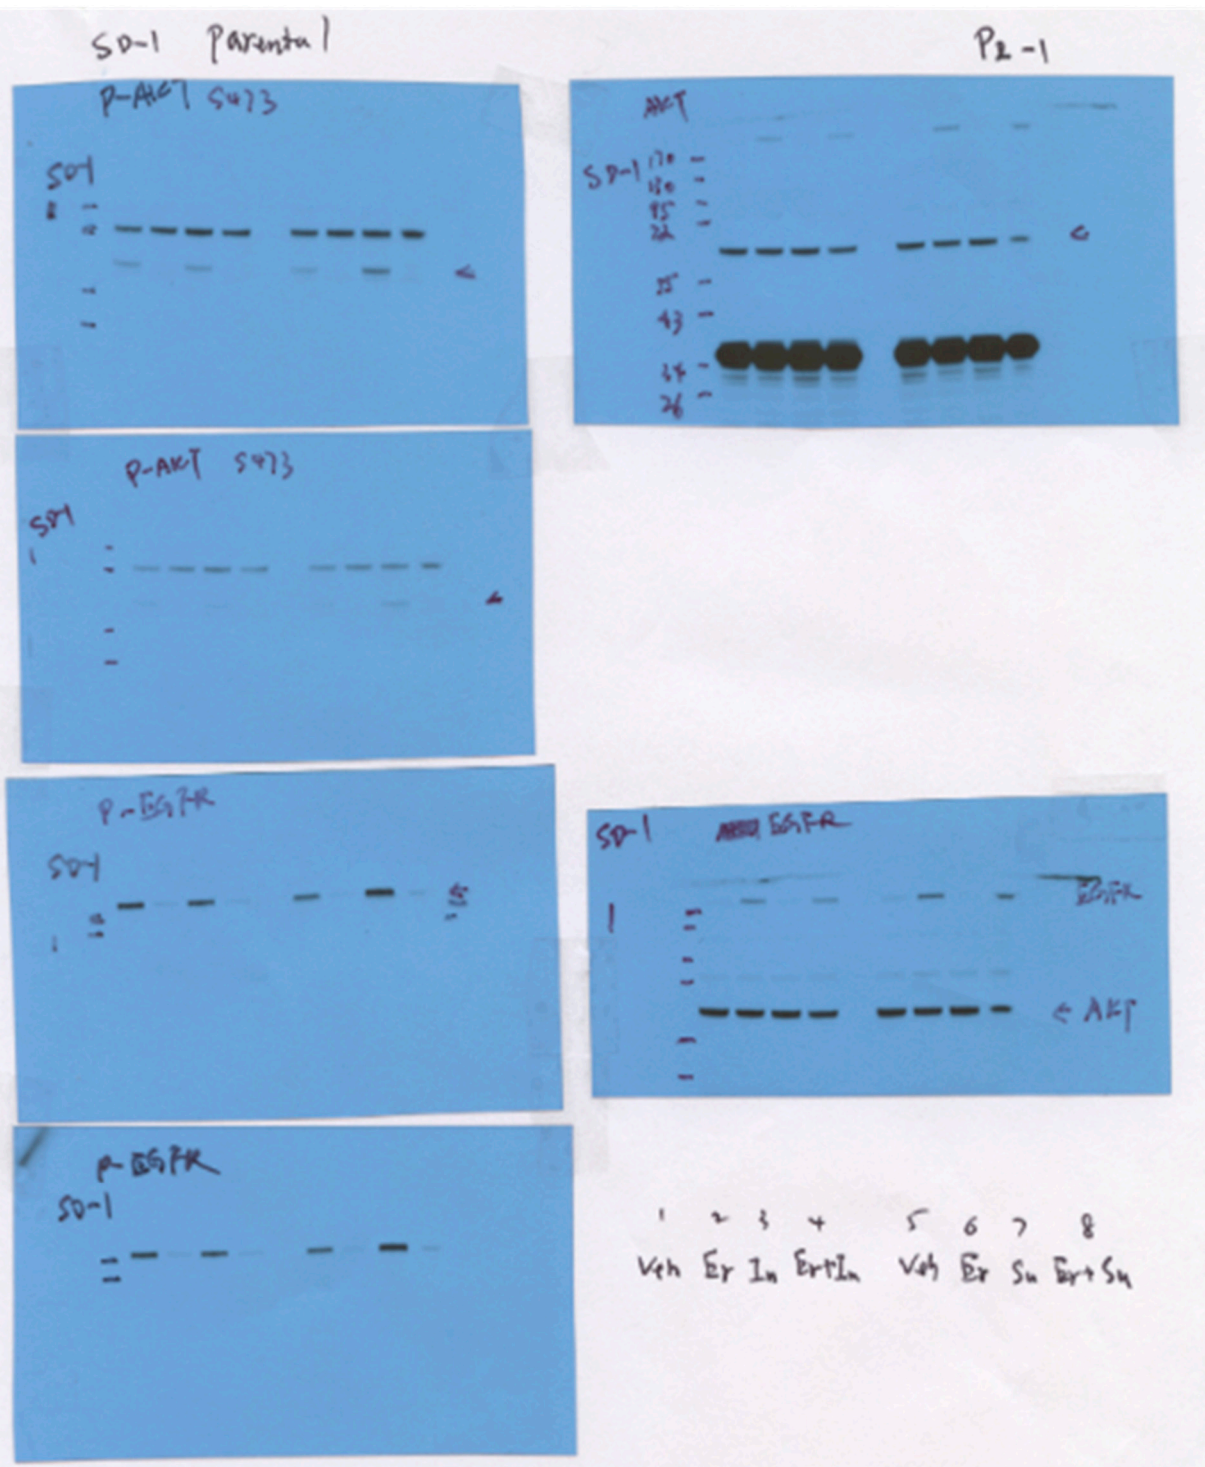 SD-1 Parental
P2-1
P-AKT S473
SD-1
AKT
SD-1
170
130
95
72
55
43
34
26
P-AKT S473
SD-1
P-EGFR
SD-1
SD-1 EGFR
EGFR
← AKT
P-EGFR
SD-1
1 2 3 4 5 6 7 8
Veh Er In Er+In Veh Er Su Er+Su